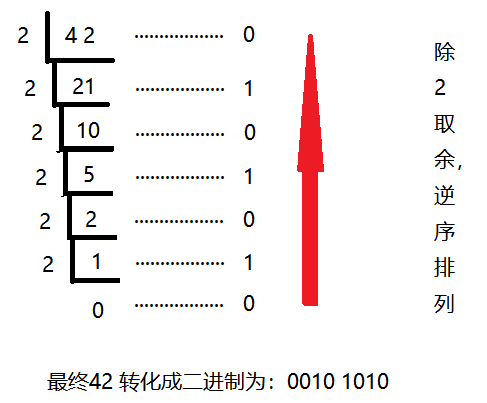 2 4 2 .................. 0
2 21 .................. 1
2 10 .................. 0
2 5 .................. 1
2 2 .................. 0
2 1 .................. 1
0 .................. 0
除
2
取
余,
逆
序
排
列
最终42 转化成二进制为：0010 1010